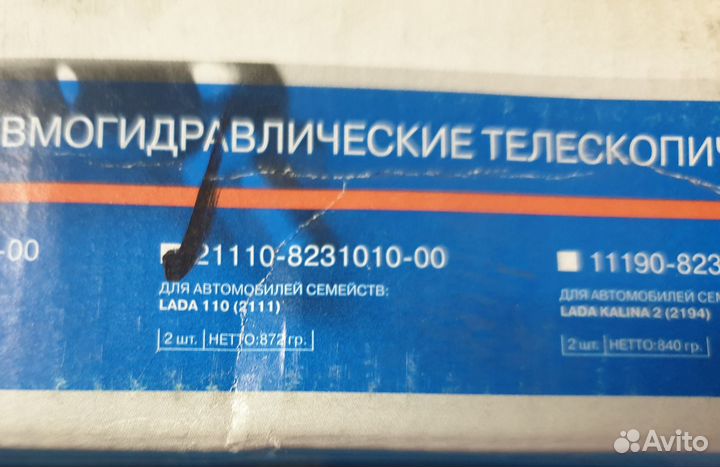 ВМОГИДРАВЛИЧЕСКИЕ ТЕЛЕСКОПИЧ
-00
21110-8231010-00
ДЛЯ АВТОМОБИЛЕЙ СЕМЕЙСТВ:
LADA 110 (2111)
2 шт. НЕТТО:872 гр.
11190-823
ДЛЯ АВТОМОБИЛЕЙ СЕМ
LADA KALINA 2 (2194)
2 шт. НЕТТО:840 гр.
Avito